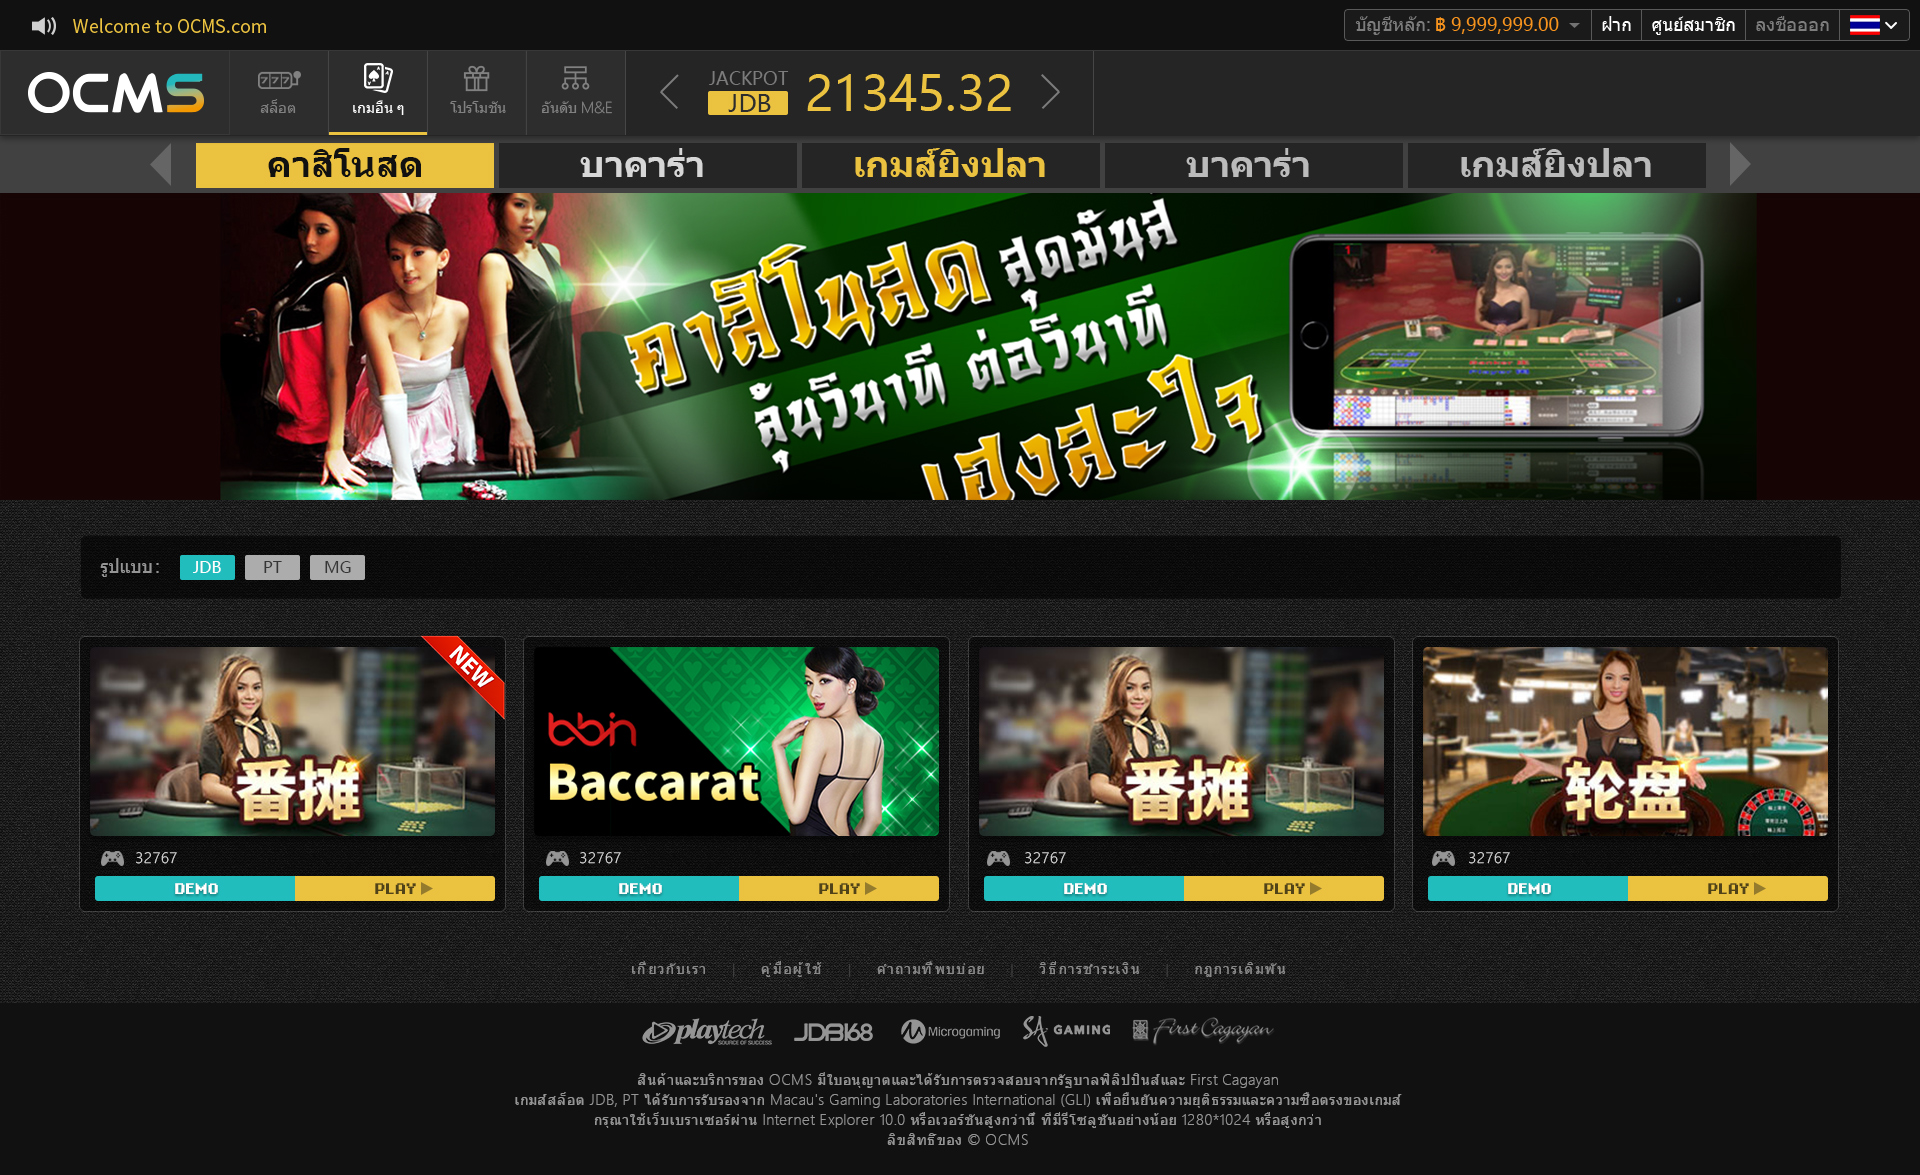 Welcome to OCMS.com
บัญชีหลัก: ฿ 9,999,999.00
ฝาก
ศูนย์สมาชิก
ลงชื่อออก
OCMS
สล็อต
เกมอื่น ๆ
โปรโมชัน
อันดับ M&E
JACKPOT
JDB
21345.32
คาสิโนสด
บาคาร่า
เกมส์ยิงปลา
บาคาร่า
เกมส์ยิงปลา
คาสิโนสด สุดมันส์
ลุ้นวินาที ต่อวินาที
เฮงสะใจ
รูปแบบ :
JDB
PT
MG
NEW
番摊
bbin
Baccarat
番摊
轮盘
32767
32767
32767
32767
DEMO
PLAY
DEMO
PLAY
DEMO
PLAY
DEMO
PLAY
เกี่ยวกับเรา | คู่มือผู้ใช้ | คำถามที่พบบ่อย | วิธีการชำระเงิน | กฎการเดิมพัน
playtech
SOURCE OF SUCCESS
JDB168
Microgaming
SA GAMING
First Cagayan
สินค้าและบริการของ OCMS มีใบอนุญาตและได้รับการตรวจสอบจากรัฐบาลฟิลิปปินส์และ First Cagayan
เกมส์สล็อต JDB, PT ได้รับการรับรองจาก Macau's Gaming Laboratories International (GLI) เพื่อยืนยันความยุติธรรมและความซื่อตรงของเกมส์
กรุณาใช้เว็บเบราเซอร์ผ่าน Internet Explorer 10.0 หรือเวอร์ชันสูงกว่านี้ ที่มีรีโซลูชันอย่างน้อย 1280*1024 หรือสูงกว่า
ลิขสิทธิ์ของ © OCMS